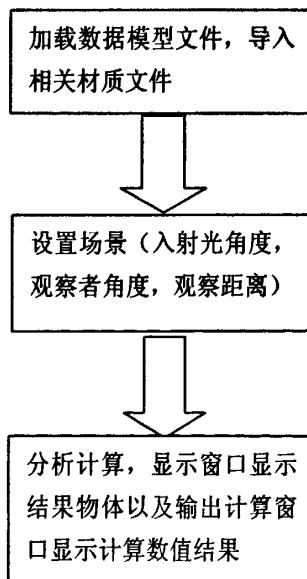 加载数据模型文件，导入
相关材质文件
设置场景（入射光角度，
观察者角度，观察距离）
分析计算，显示窗口显示
结果物体以及输出计算窗
口显示计算数值结果